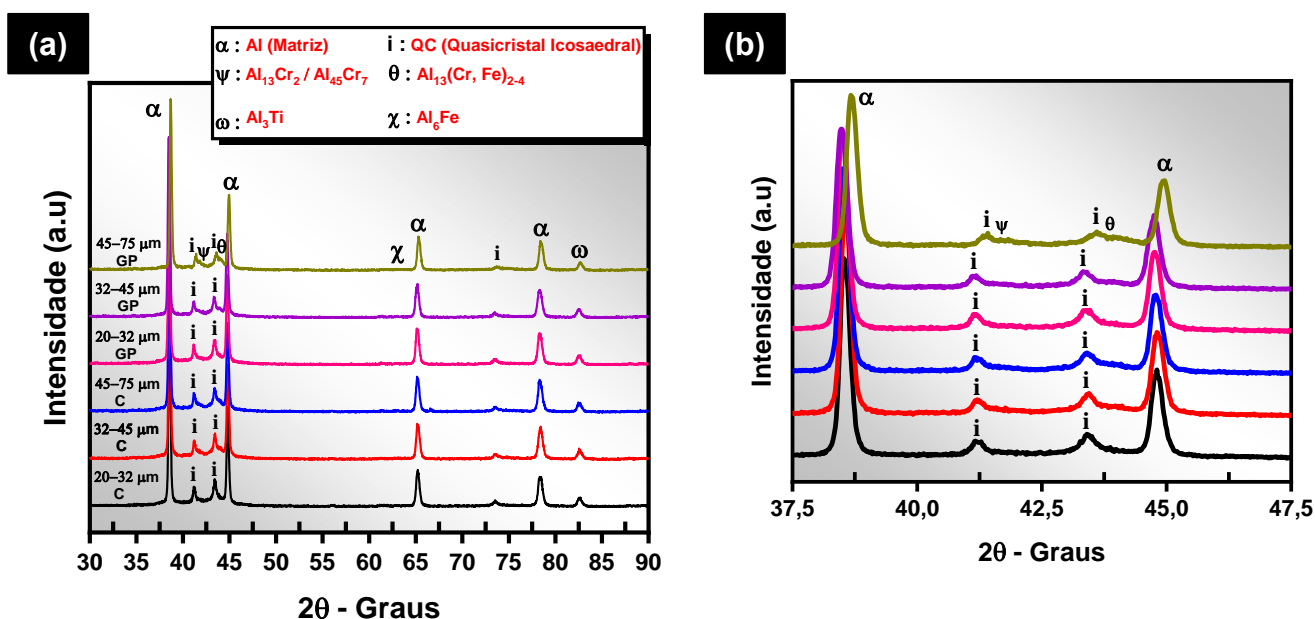 (a)
α : Al (Matriz) i : QC (Quasicristal Icosaedral)
ψ : Al₁₃Cr₂ / Al₄₅Cr₇ θ : Al₁₃(Cr, Fe)₂₋₄
ω : Al₃Ti χ : Al₆Fe
Intensidade (a.u)
α
α
α
α
45–75 µm
GP
i ψ i θ
χ
i
ω
32–45 µm
GP
i i
20–32 µm
GP
i i
45–75 µm
C
i i
32–45 µm
C
i i
20–32 µm
C
i i
30 35 40 45 50 55 60 65 70 75 80 85 90
2θ - Graus
(b)
Intensidade (a.u)
α
α
i ψ i θ
i i
i i
i i
i i
i i
37,5 40,0 42,5 45,0 47,5
2θ - Graus